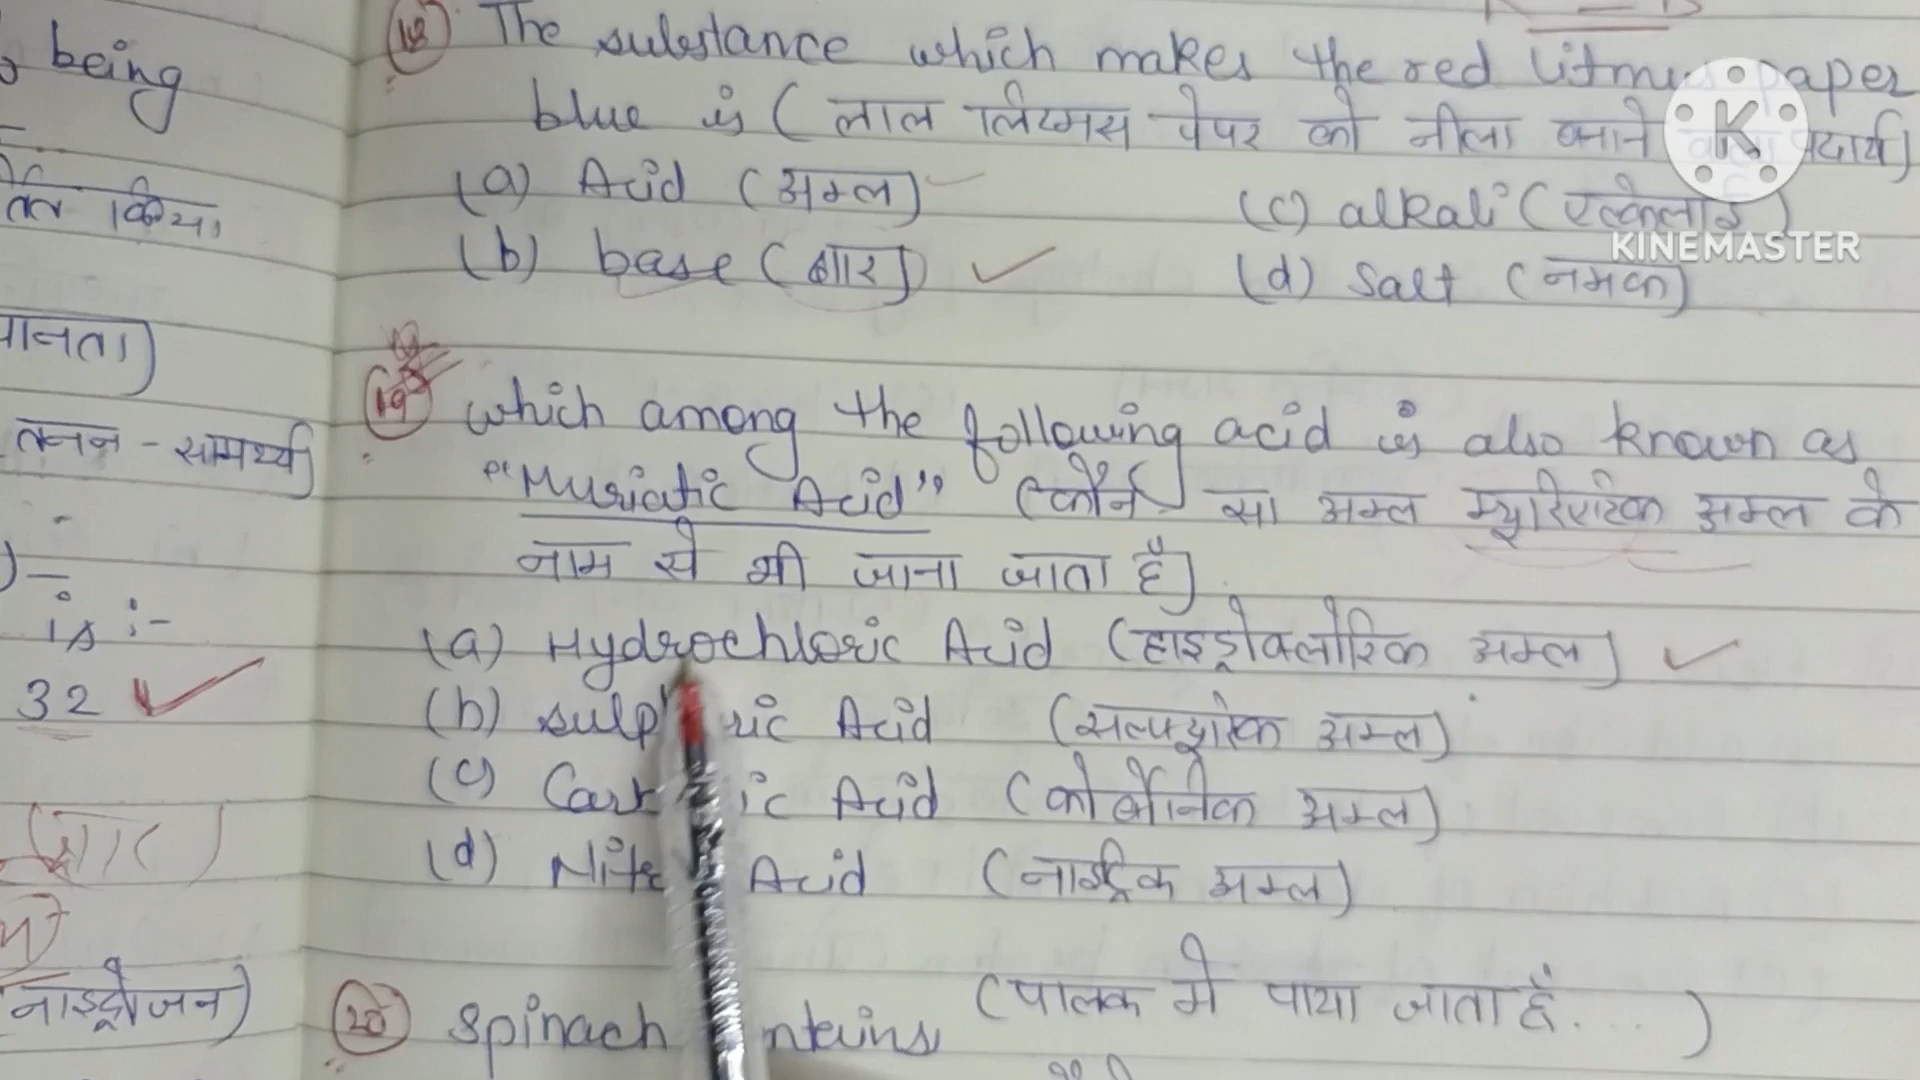 being
किया
32
नाइट्रोजन)
18 The substance which makes the red litmus paper
blue is ( लाल लिटमस पेपर को नीला बनाने वाला पदार्थ)
(a) Acid (अम्ल)
(c) alkali (एल्केलाई)
(b) base (क्षार)
(d) Salt (नमक)
K
KINEMASTER
19 which among the following acid is also known as
"Muriatic Acid" (कौन सा अम्ल म्यूरिएटिक अम्ल के
नाम से भी जाना जाता है)
(a) Hydrochloric Acid (हाइड्रोक्लोरिक अम्ल)
(b) Sulp ric Acid (सल्फ्यूरिक अम्ल)
(c) Car ic Acid (कार्बोनिक अम्ल)
(d) Nit Acid (नाइट्रिक अम्ल)
20 Spinach ntains (पालक में पाया जाता है....)
is :-